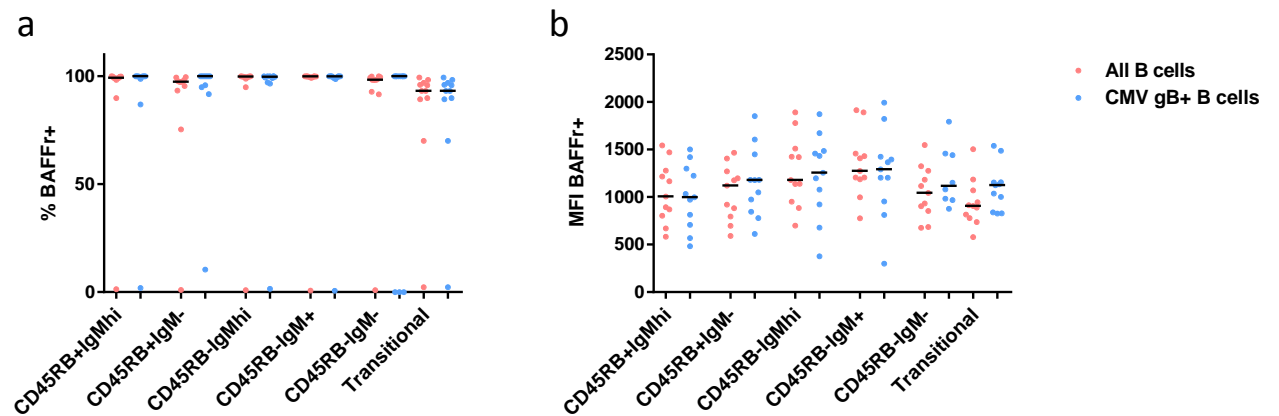 a
% BAFFr+
100
50
0
CD45RB+IgMhi
CD45RB+IgM-
CD45RB-IgMhi
CD45RB-IgM+
CD45RB-IgM-
Transitional
b
MFI BAFFr+
2500
2000
1500
1000
500
0
CD45RB+IgMhi
CD45RB+IgM-
CD45RB-IgMhi
CD45RB-IgM+
CD45RB-IgM-
Transitional
All B cells
CMV gB+ B cells